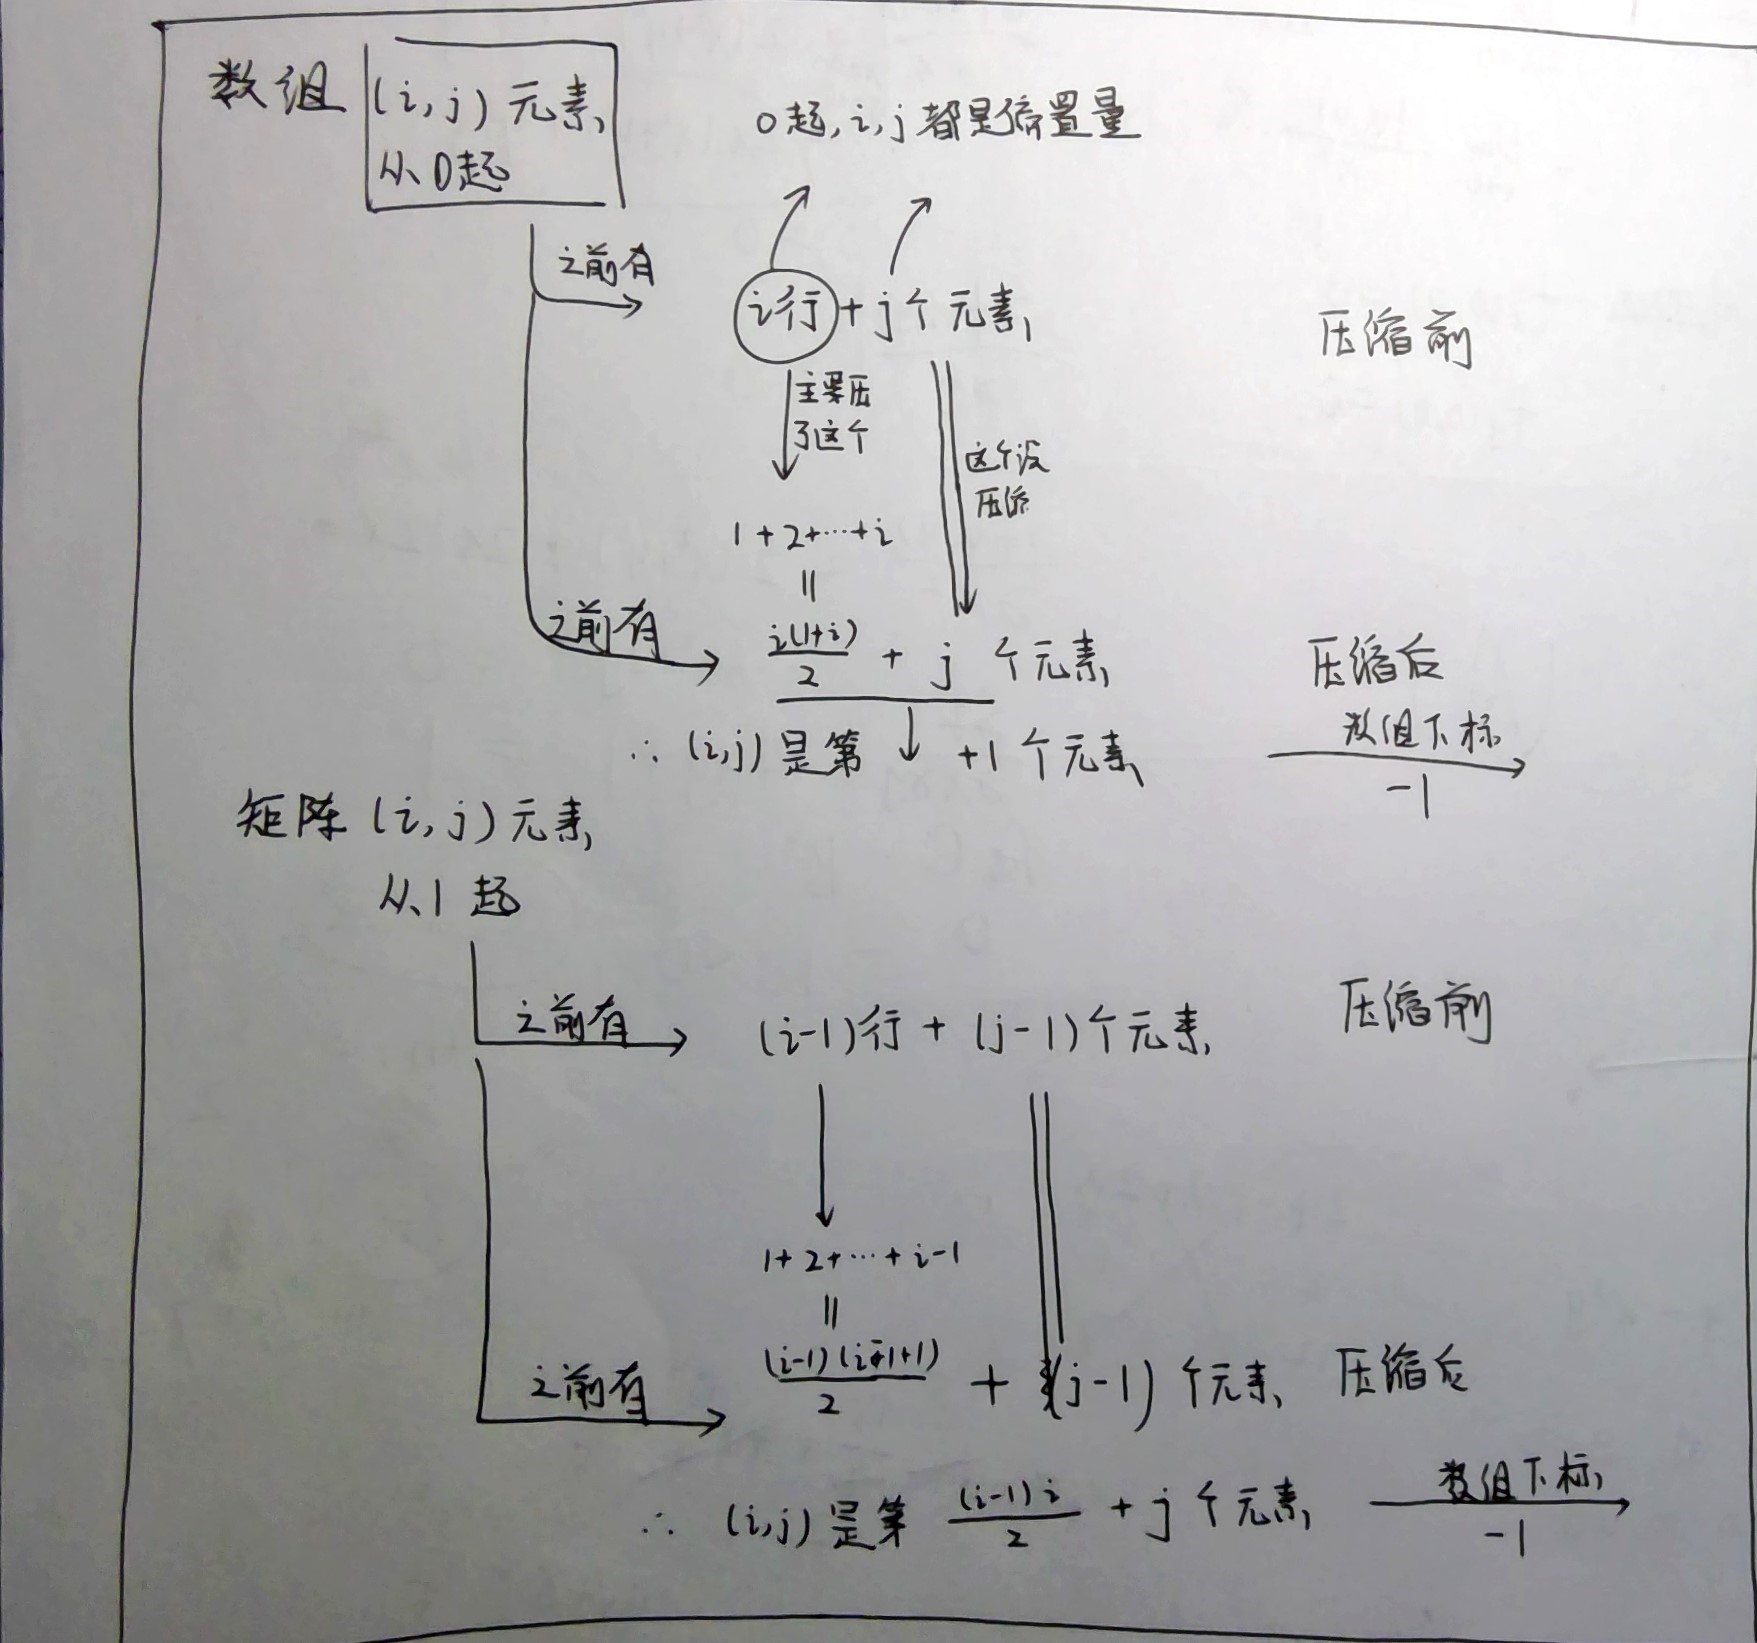 数组 (i,j) 元素
从0起
0起,i,j都是偏置量
之前有
i行 + j个元素
压缩前
主要压
了这个
这个没
压缩
1+2+…+i
=
之前有 i(1+i)/2 + j 个元素 压缩后
∴ (i,j)是第 ↓ +1个元素 数组下标 -1
矩阵 (i,j)元素
从1起
之前有 (i-1)行 + (j-1)个元素 压缩前
1+2+…+i-1
=
之前有 (i-1)(i-1+1)/2 + (j-1) 个元素 压缩后
∴ (i,j)是第 (i-1)i/2 + j 个元素 数组下标 -1